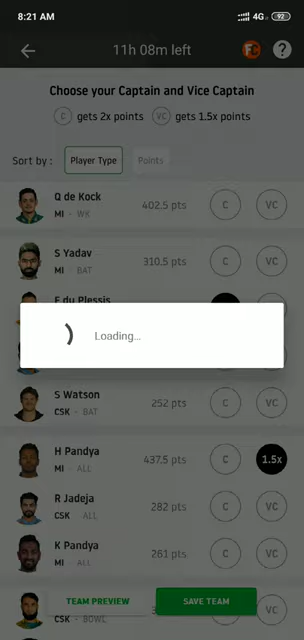 8:21 AM 4G 92
11h 08m left FC ?
Choose your Captain and Vice Captain
C gets 2x points VC gets 1.5x points
Sort by : Player Type Points
Q de Kock
MI - WK 402.5 pts C VC
S Yadav
MI - BAT 310.5 pts C VC
F du Plessis
Loading...
S Watson
CSK - BAT 252 pts C VC
H Pandya
MI - ALL 437.5 pts C 1.5x
R Jadeja
CSK - ALL 282 pts C VC
K Pandya
MI - ALL 261 pts C VC
TEAM PREVIEW SAVE TEAM
CSK - BOWL